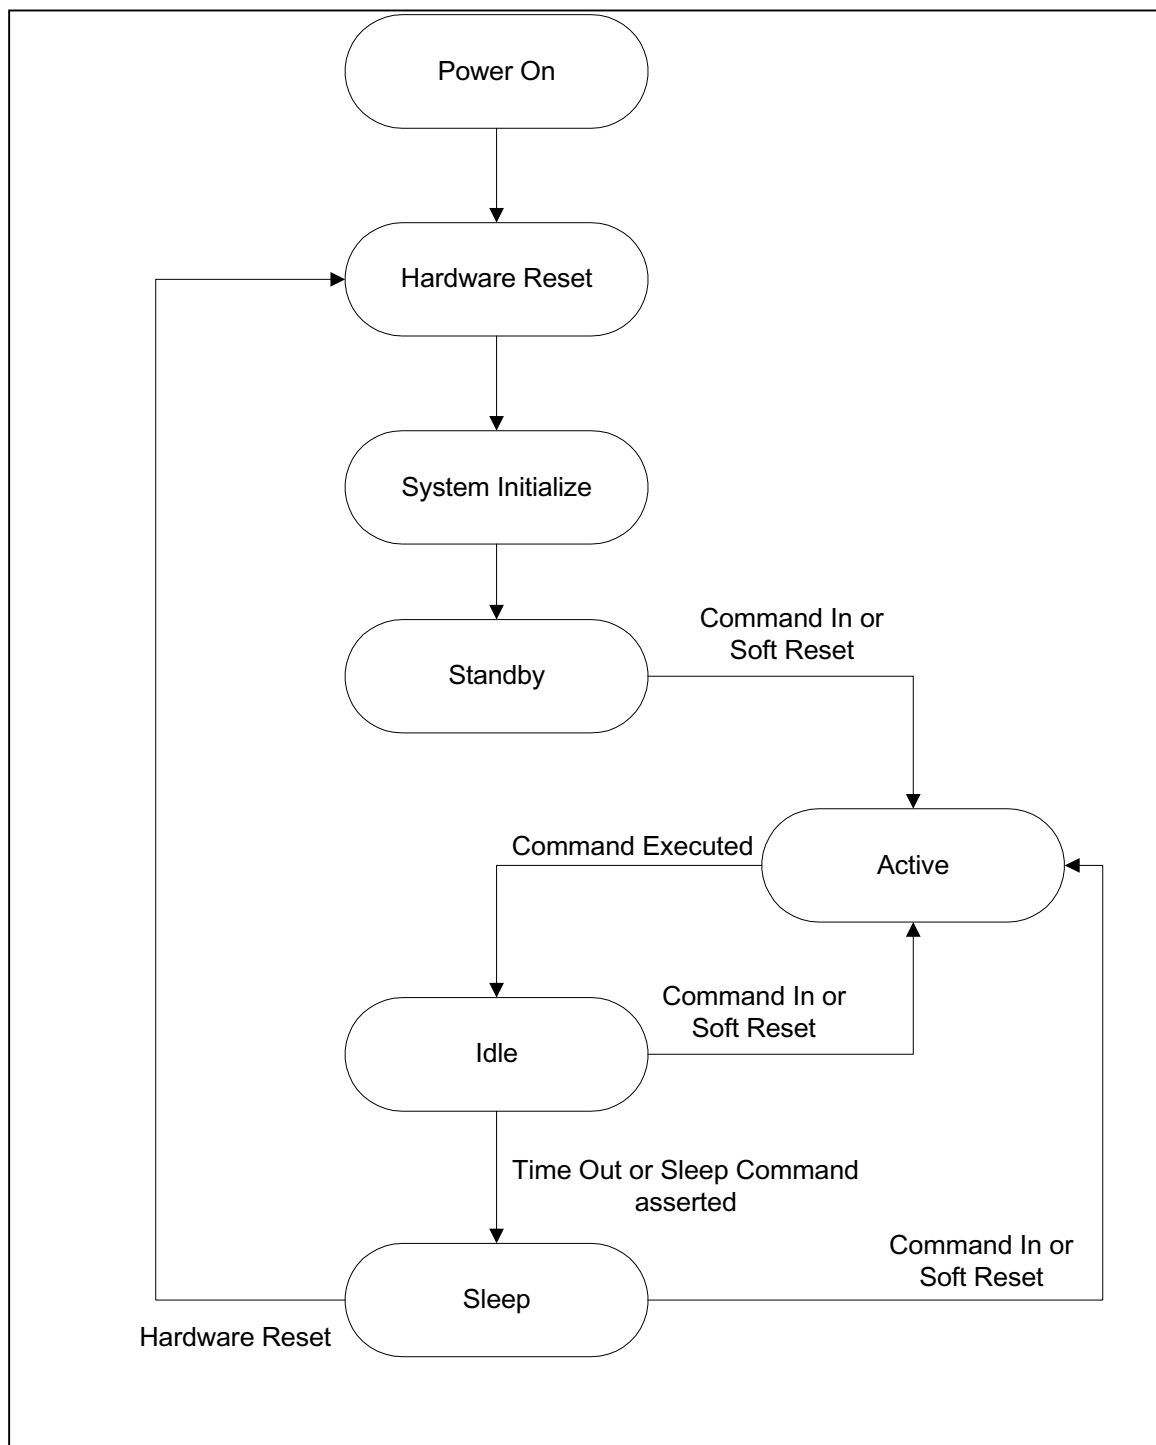 Power On
Hardware Reset
System Initialize
Command In or
Soft Reset
Standby
Command Executed
Active
Command In or
Soft Reset
Idle
Time Out or Sleep Command
asserted
Command In or
Soft Reset
Sleep
Hardware Reset